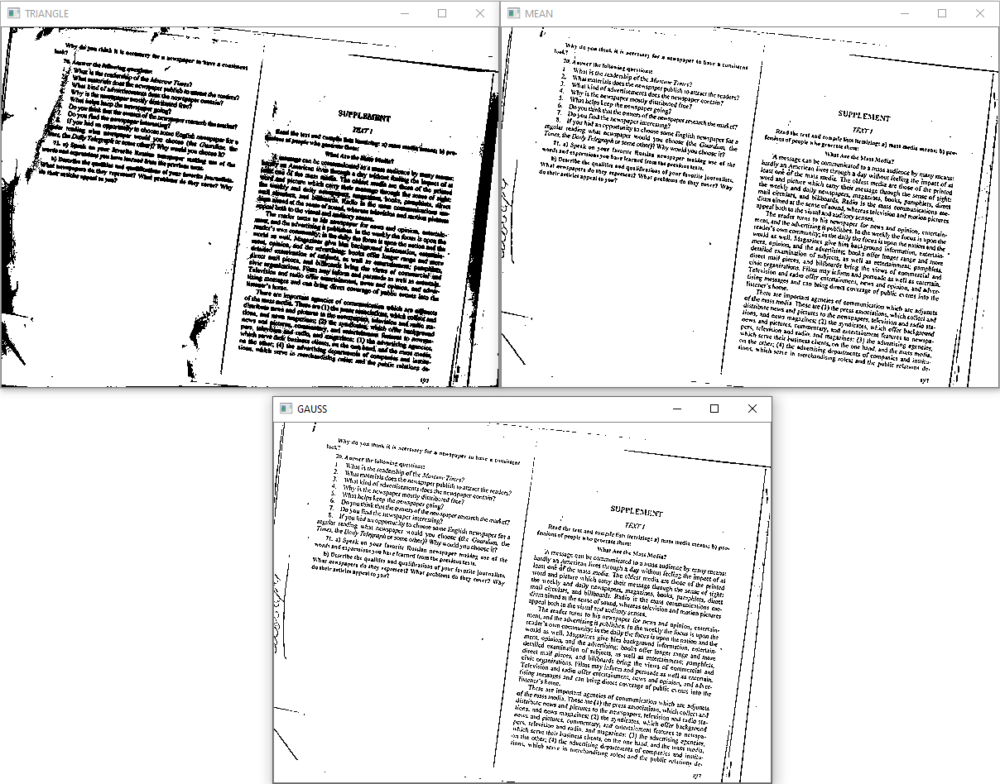 TRIANGLE
Why do you think it is necessary for a newspaper to have a consistent
look?
70. Answer the following questions:
What is the readership of the Moscow Times?
What materials does the newspaper publish to attract the readers?
What kind of advertisements does the newspaper contain?
Why is the newspaper mostly distributed free?
What helps keep the newspaper going?
Do you think that the owners of the newspaper research the market?
Do you find the newspaper interesting?
8. If you had an opportunity to choose some English newspaper for a
regular reading what newspaper would you choose (the Guardian, the
Times, the Daily Telegraph or some other)? Why would you choose it?
71. a) Speak on your favorite Russian newspaper making use of the
words and expressions you have learned from the previous texts.
b) Describe the qualities and qualifications of your favorite journalists.
What newspapers do they represent? What problems do they cover? Why
do their articles appeal to you?
SUPPLEMENT
TEXT 1
Read the text and compile lists featuring: a) mass media means; b) pro-
fessions of people who generate them:
What Are the Mass Media?
A message can be communicated to a mass audience by many means:
hardly an American lives through a day without feeling the impact of at
least one of the mass media. The oldest media are those of the printed
word and picture which carry their message through the sense of sight:
the weekly and daily newspapers, magazines, books, pamphlets, direct
mail circulars, and billboards. Radio is the mass communications me-
dium aimed at the sense of sound, whereas television and motion pictures
appeal both to the visual and auditory senses.
The reader turns to his newspaper for news and opinion, entertain-
ment, and the advertising it publishes. In the weekly the focus is upon the
reader's own community; in the daily the focus is upon the nation and the
world as well. Magazines give him background information, entertain-
ment, opinion, and the advertising; books offer longer range and more
detailed examination of subjects, as well as entertainment; pamphlets,
direct mail pieces, and billboards bring the views of commercial and
civic organizations. Films may inform and persuade as well as entertain.
Television and radio offer entertainment, news and opinion, and adver-
tising messages and can bring direct coverage of public events into the
listener's home.
There are important agencies of communication which are adjuncts
of the mass media. These are (1) the press associations, which collect and
distribute news and pictures to the newspapers, television and radio sta-
tions, and news magazines; (2) the syndicates, which offer background
news and pictures, commentary, and entertainment features to newspa-
pers, television and radio, and magazines; (3) the advertising agencies,
which serve their business clients, on the one hand, and the mass media,
on the other; (4) the advertising departments of companies and institu-
tions, which serve in merchandising roles; and the public relations de-
197
MEAN
Why do you think it is necessary for a newspaper to have a consistent
look?
70. Answer the following questions:
1 What is the readership of the Moscow Times?
2. What materials does the newspaper publish to attract the readers?
3. What kind of advertisements does the newspaper contain?
4. Why is the newspaper mostly distributed free?
5. What helps keep the newspaper going?
6. Do you think that the owners of the newspaper research the market?
7. Do you find the newspaper interesting?
8. If you had an opportunity to choose some English newspaper for a
regular reading what newspaper would you choose (the Guardian, the
Times, the Daily Telegraph or some other)? Why would you choose it?
71. a) Speak on your favorite Russian newspaper making use of the
words and expressions you have learned from the previous texts.
b) Describe the qualities and qualifications of your favorite journalists.
What newspapers do they represent? What problems do they cover? Why
do their articles appeal to you?
SUPPLEMENT
TEXT 1
Read the text and compile lists featuring: a) mass media means; b) pro-
fessions of people who generate them:
What Are the Mass Media?
A message can be communicated to a mass audience by many means:
hardly an American lives through a day without feeling the impact of at
least one of the mass media. The oldest media are those of the printed
word and picture which carry their message through the sense of sight:
the weekly and daily newspapers, magazines, books, pamphlets, direct
mail circulars, and billboards. Radio is the mass communications me-
dium aimed at the sense of sound, whereas television and motion pictures
appeal both to the visual and auditory senses.
The reader turns to his newspaper for news and opinion, entertain-
ment, and the advertising it publishes. In the weekly the focus is upon the
reader's own community; in the daily the focus is upon the nation and the
world as well. Magazines give him background information, entertain-
ment, opinion, and the advertising; books offer longer range and more
detailed examination of subjects, as well as entertainment; pamphlets,
direct mail pieces, and billboards bring the views of commercial and
civic organizations. Films may inform and persuade as well as entertain.
Television and radio offer entertainment, news and opinion, and adver-
tising messages and can bring direct coverage of public events into the
listener's home.
There are important agencies of communication which are adjuncts
of the mass media. These are (1) the press associations, which collect and
distribute news and pictures to the newspapers, television and radio sta-
tions, and news magazines; (2) the syndicates, which offer background
news and pictures, commentary, and entertainment features to newspa-
pers, television and radio, and magazines; (3) the advertising agencies,
which serve their business clients, on the one hand, and the mass media,
on the other; (4) the advertising departments of companies and institu-
tions, which serve in merchandising roles; and the public relations de-
197
GAUSS
Why do you think it is necessary for a newspaper to have a consistent
look?
70. Answer the following questions:
1 What is the readership of the Moscow Times?
2. What materials does the newspaper publish to attract the readers?
3. What kind of advertisements does the newspaper contain?
4. Why is the newspaper mostly distributed free?
5. What helps keep the newspaper going?
6. Do you think that the owners of the newspaper research the market?
7. Do you find the newspaper interesting?
8. If you had an opportunity to choose some English newspaper for a
regular reading what newspaper would you choose (the Guardian, the
Times, the Daily Telegraph or some other)? Why would you choose it?
71. a) Speak on your favorite Russian newspaper making use of the
words and expressions you have learned from the previous texts.
b) Describe the qualities and qualifications of your favorite journalists.
What newspapers do they represent? What problems do they cover? Why
do their articles appeal to you?
SUPPLEMENT
TEXT 1
Read the text and compile lists featuring: a) mass media means; b) pro-
fessions of people who generate them:
What Are the Mass Media?
A message can be communicated to a mass audience by many means:
hardly an American lives through a day without feeling the impact of at
least one of the mass media. The oldest media are those of the printed
word and picture which carry their message through the sense of sight:
the weekly and daily newspapers, magazines, books, pamphlets, direct
mail circulars, and billboards. Radio is the mass communications me-
dium aimed at the sense of sound, whereas television and motion pictures
appeal both to the visual and auditory senses.
The reader turns to his newspaper for news and opinion, entertain-
ment, and the advertising it publishes. In the weekly the focus is upon the
reader's own community; in the daily the focus is upon the nation and the
world as well. Magazines give him background information, entertain-
ment, opinion, and the advertising; books offer longer range and more
detailed examination of subjects, as well as entertainment; pamphlets,
direct mail pieces, and billboards bring the views of commercial and
civic organizations. Films may inform and persuade as well as entertain.
Television and radio offer entertainment, news and opinion, and adver-
tising messages and can bring direct coverage of public events into the
listener's home.
There are important agencies of communication which are adjuncts
of the mass media. These are (1) the press associations, which collect and
distribute news and pictures to the newspapers, television and radio sta-
tions, and news magazines; (2) the syndicates, which offer background
news and pictures, commentary, and entertainment features to newspa-
pers, television and radio, and magazines; (3) the advertising agencies,
which serve their business clients, on the one hand, and the mass media,
on the other; (4) the advertising departments of companies and institu-
tions, which serve in merchandising roles; and the public relations de-
197